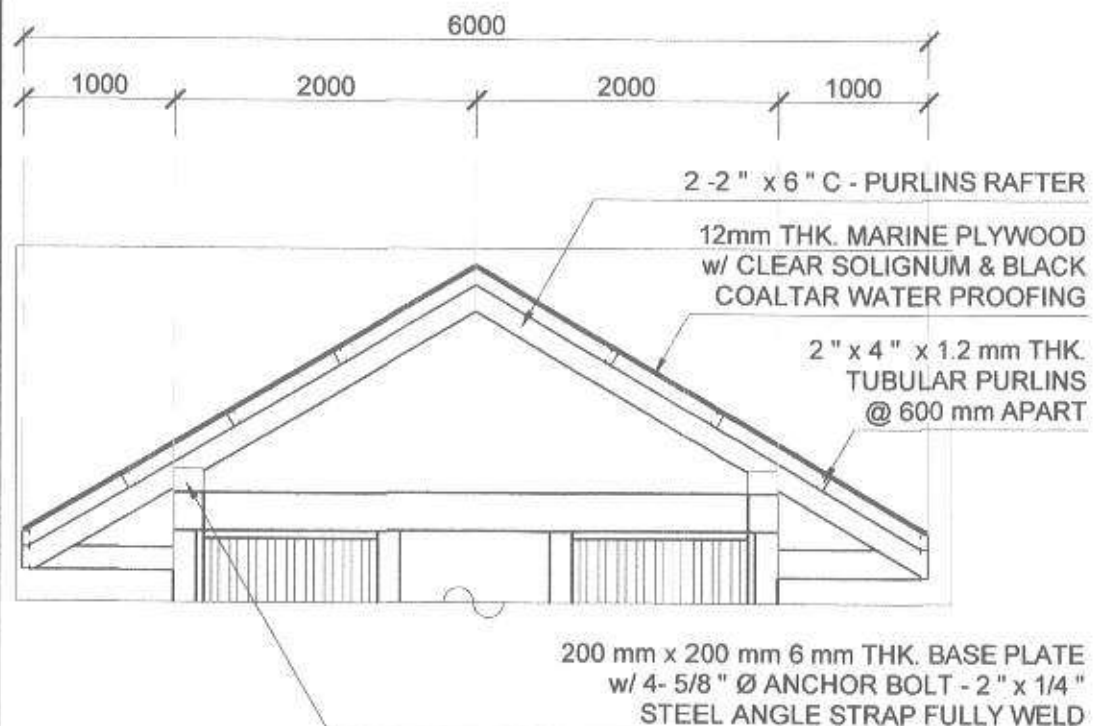 6000
1000 2000 2000 1000
2 -2 " x 6 " C - PURLINS RAFTER
12mm THK. MARINE PLYWOOD
w/ CLEAR SOLIGNUM & BLACK
COALTAR WATER PROOFING
2 " x 4 " x 1.2 mm THK.
TUBULAR PURLINS
@ 600 mm APART
200 mm x 200 mm 6 mm THK. BASE PLATE
w/ 4- 5/8 " Ø ANCHOR BOLT - 2 " x 1/4 "
STEEL ANGLE STRAP FULLY WELD